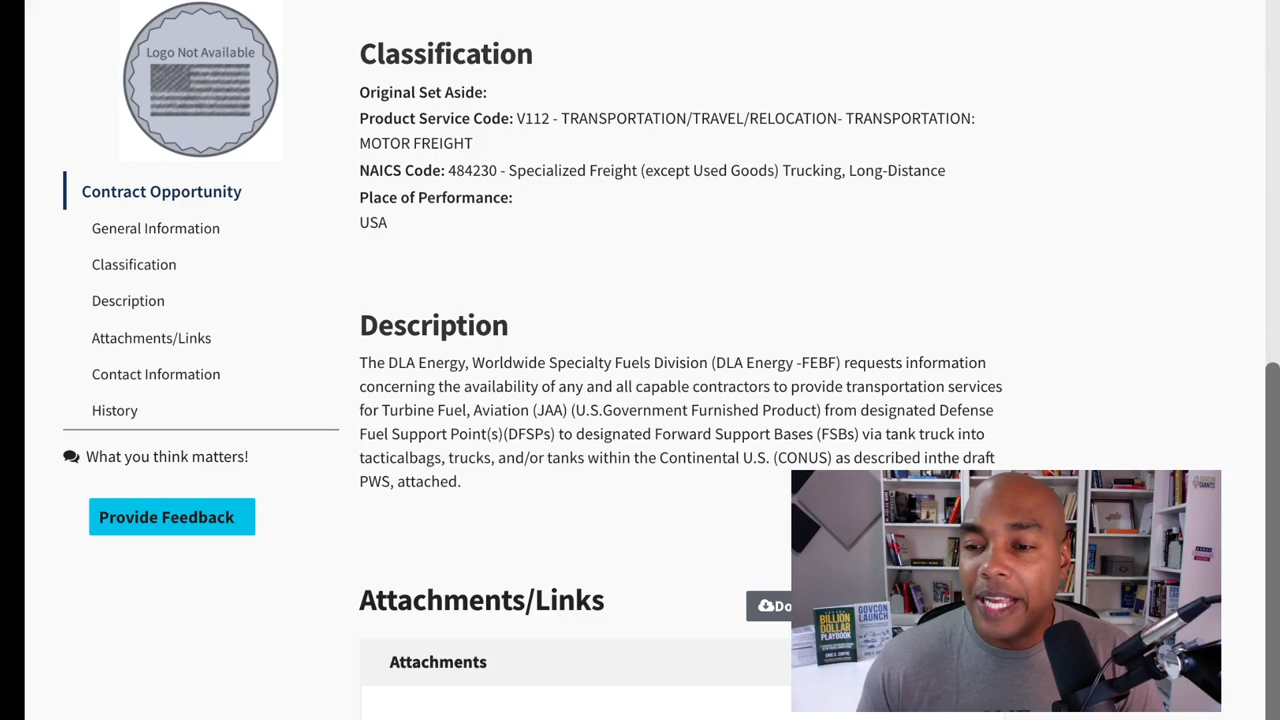 Logo Not Available
Contract Opportunity
General Information
Classification
Description
Attachments/Links
Contact Information
History
What you think matters!
Provide Feedback
Classification
Original Set Aside:
Product Service Code: V112 - TRANSPORTATION/TRAVEL/RELOCATION- TRANSPORTATION:
MOTOR FREIGHT
NAICS Code: 484230 - Specialized Freight (except Used Goods) Trucking, Long-Distance
Place of Performance:
USA
Description
The DLA Energy, Worldwide Specialty Fuels Division (DLA Energy -FEBF) requests information
concerning the availability of any and all capable contractors to provide transportation services
for Turbine Fuel, Aviation (JAA) (U.S.Government Furnished Product) from designated Defense
Fuel Support Point(s)(DFSPs) to designated Forward Support Bases (FSBs) via tank truck into
tacticalbags, trucks, and/or tanks within the Continental U.S. (CONUS) as described inthe draft
PWS, attached.
Attachments/Links
Do
Attachments
BILLION
DOLLAR
PLAYBOOK
GOVCON
LAUNCH